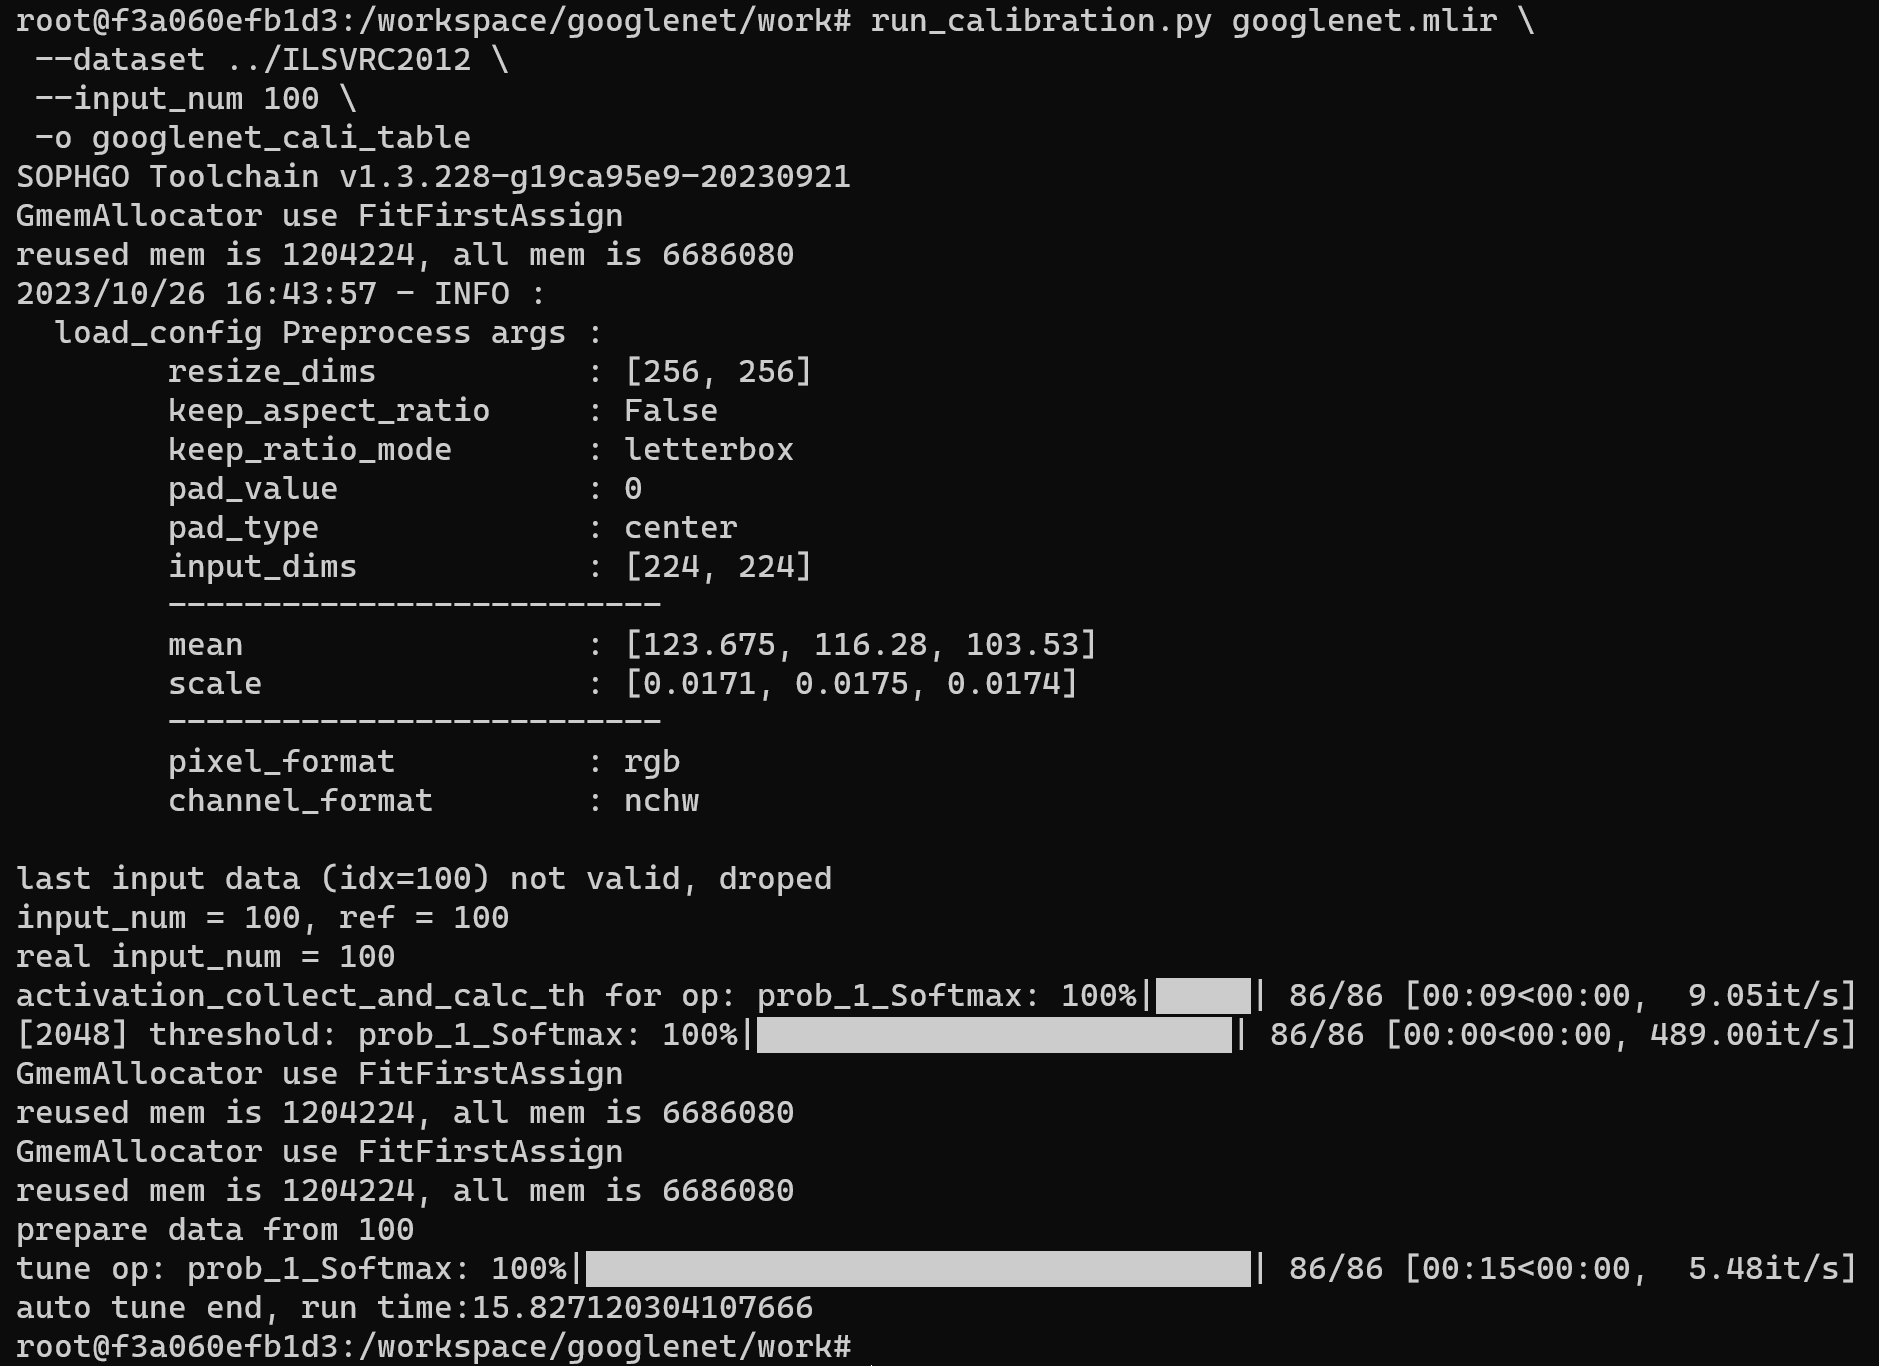 root@f3a060efb1d3:/workspace/googlenet/work# run_calibration.py googlenet.mlir \
--dataset ../ILSVRC2012 \
--input_num 100 \
-o googlenet_cali_table
SOPHGO Toolchain v1.3.228-g19ca95e9-20230921
GmemAllocator use FitFirstAssign
reused mem is 1204224, all mem is 6686080
2023/10/26 16:43:57 - INFO :
load_config Preprocess args :
resize_dims : [256, 256]
keep_aspect_ratio : False
keep_ratio_mode : letterbox
pad_value : 0
pad_type : center
input_dims : [224, 224]
--------------------------
mean : [123.675, 116.28, 103.53]
scale : [0.0171, 0.0175, 0.0174]
--------------------------
pixel_format : rgb
channel_format : nchw
last input data (idx=100) not valid, droped
input_num = 100, ref = 100
real input_num = 100
activation_collect_and_calc_th for op: prob_1_Softmax: 100%|█████| 86/86 [00:09<00:00,  9.05it/s]
[2048] threshold: prob_1_Softmax: 100%|█████████████████████████| 86/86 [00:00<00:00, 489.00it/s]
GmemAllocator use FitFirstAssign
reused mem is 1204224, all mem is 6686080
GmemAllocator use FitFirstAssign
reused mem is 1204224, all mem is 6686080
prepare data from 100
tune op: prob_1_Softmax: 100%|███████████████████████████████████| 86/86 [00:15<00:00,  5.48it/s]
auto tune end, run time:15.827120304107666
root@f3a060efb1d3:/workspace/googlenet/work#